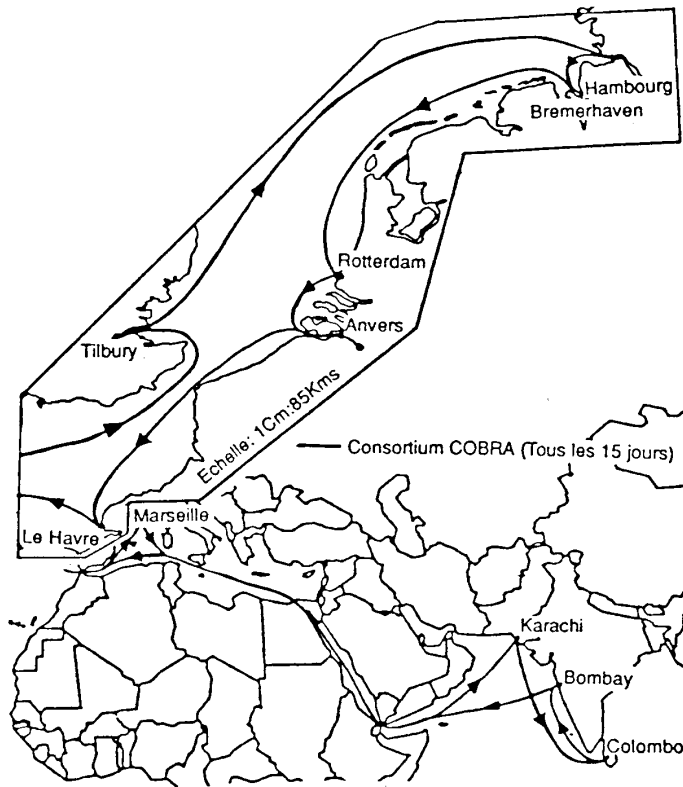 Hambourg
Bremerhaven
Rotterdam
Anvers
Tilbury
Echelle: 1Cm:85Kms
Consortium COBRA (Tous les 15 jours)
Le Havre
Marseille
Karachi
Bombay
Colombo